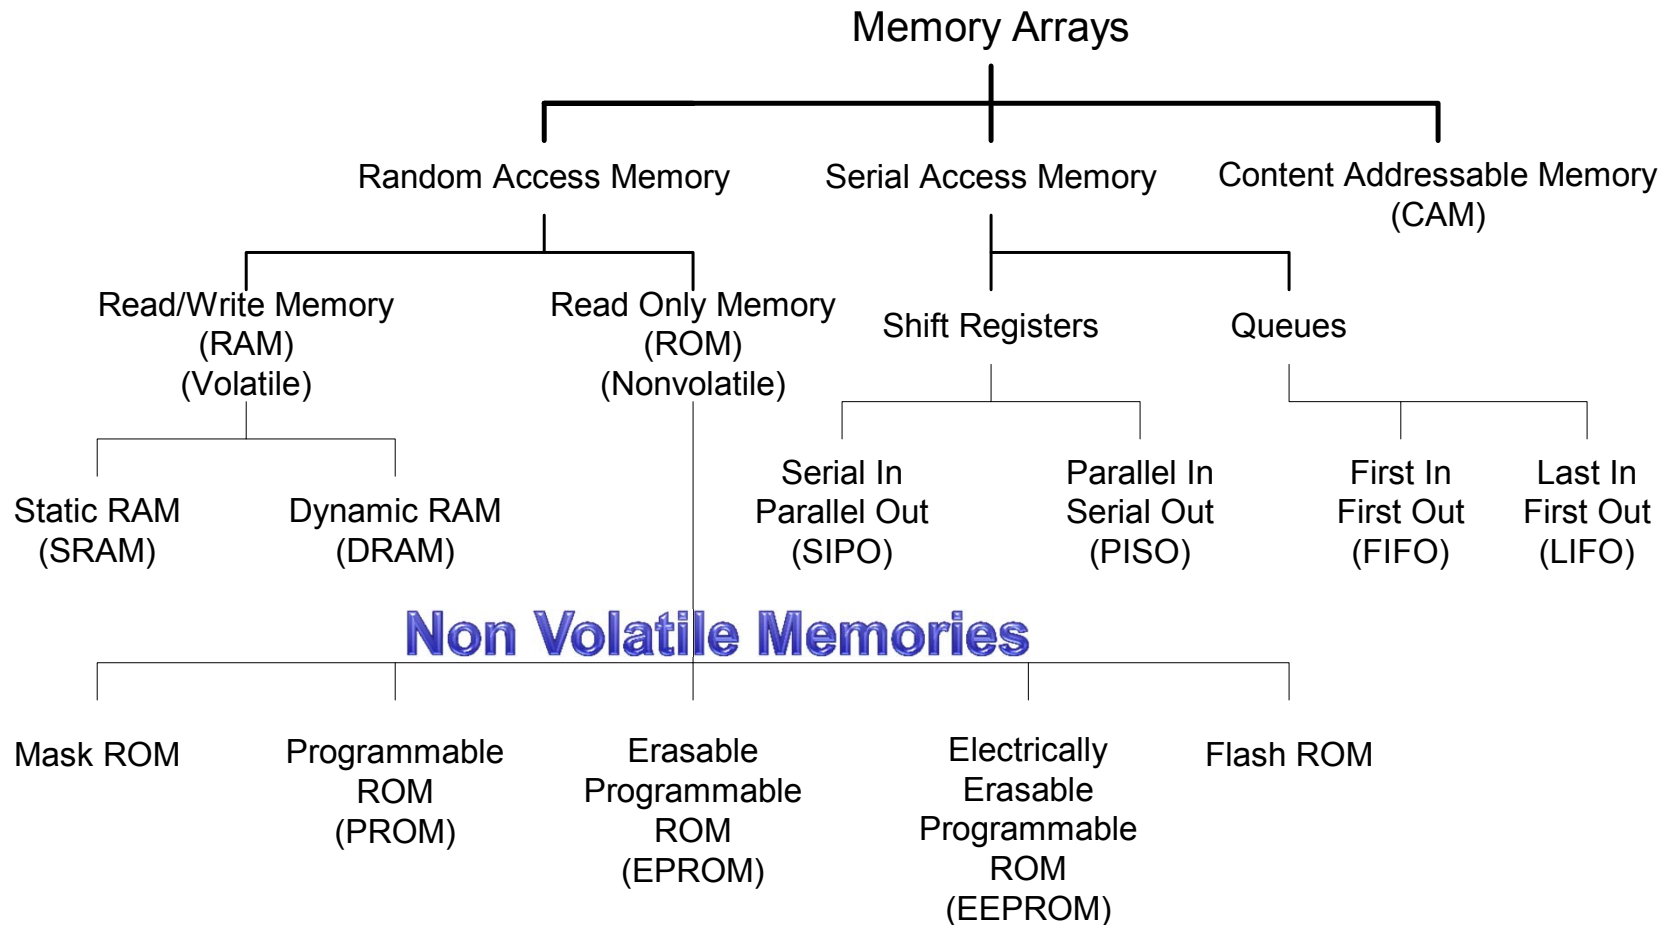 Memory Arrays
Random Access Memory
Serial Access Memory
Content Addressable Memory
(CAM)
Read/Write Memory
(RAM)
(Volatile)
Read Only Memory
(ROM)
(Nonvolatile)
Shift Registers
Queues
Static RAM
(SRAM)
Dynamic RAM
(DRAM)
Serial In
Parallel Out
(SIPO)
Parallel In
Serial Out
(PISO)
First In
First Out
(FIFO)
Last In
First Out
(LIFO)
Non Volatile Memories
Mask ROM
Programmable
ROM
(PROM)
Erasable
Programmable
ROM
(EPROM)
Electrically
Erasable
Programmable
ROM
(EEPROM)
Flash ROM